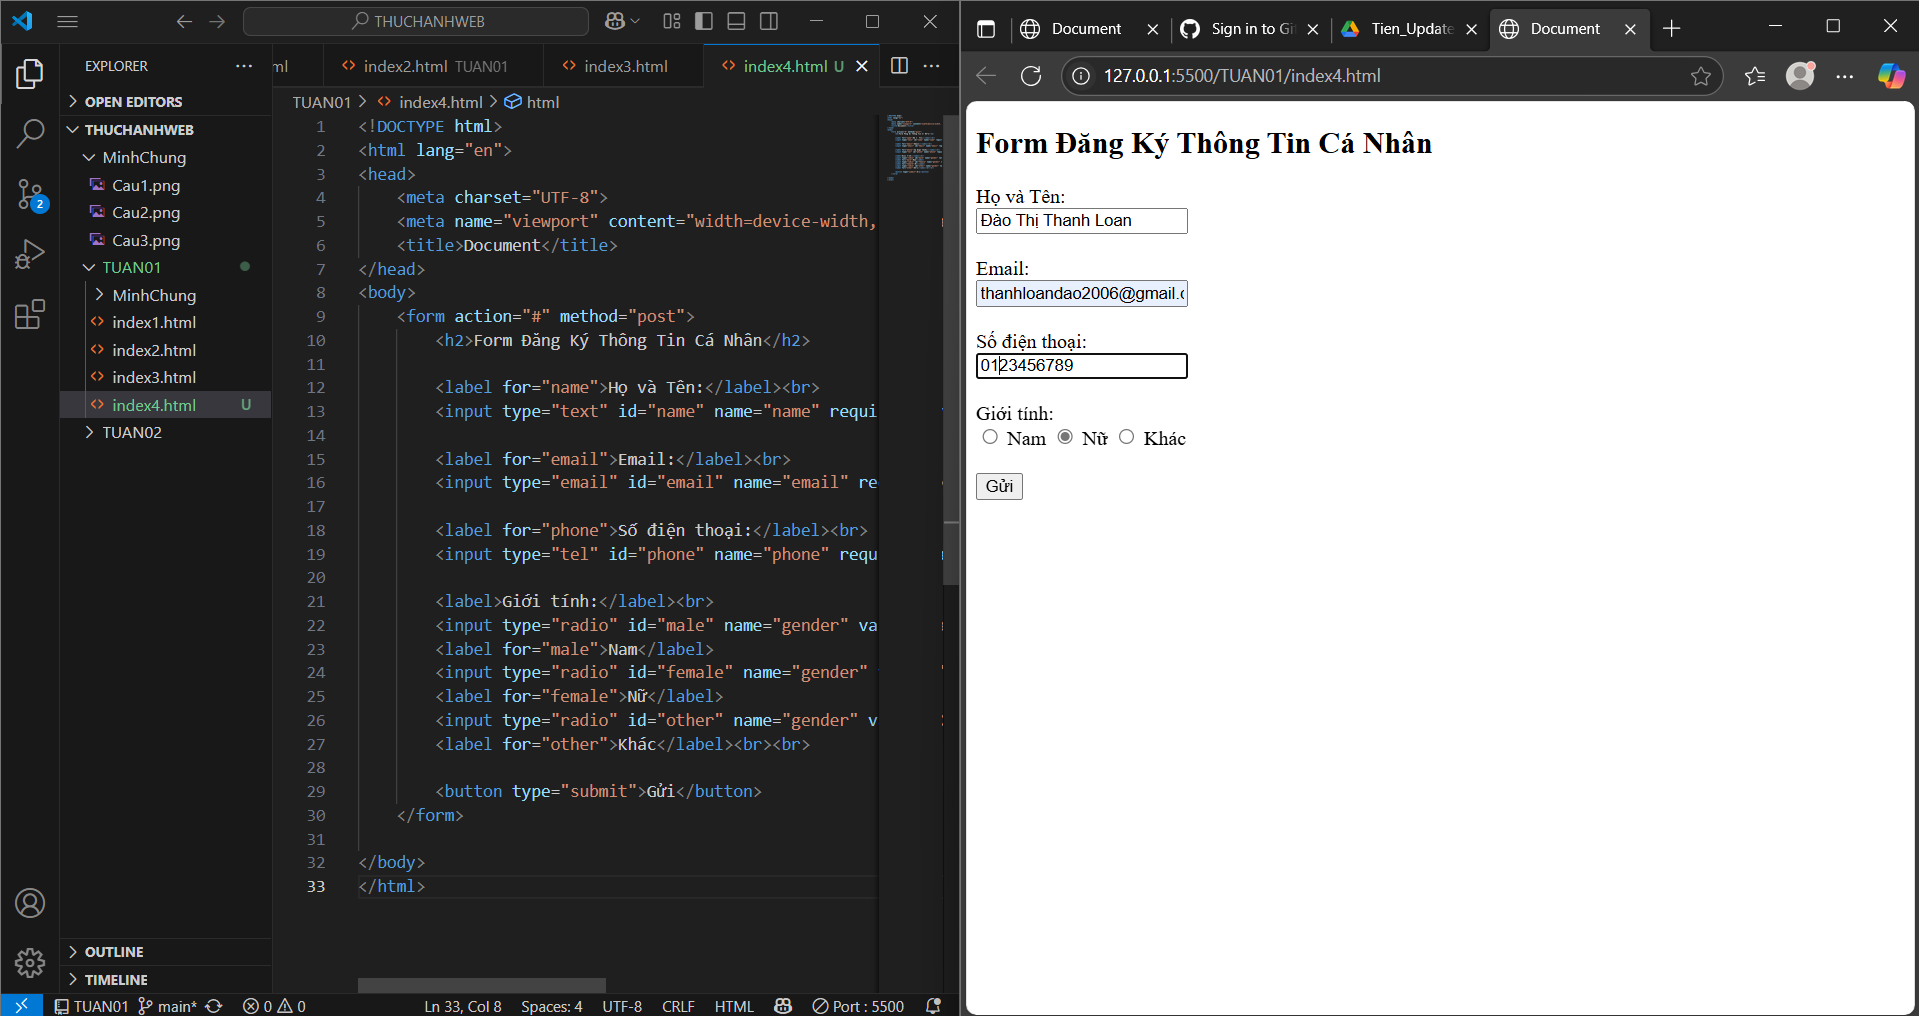 THUCHANHWEB
EXPLORER
ml
index2.html TUAN01
index3.html
index4.html U
OPEN EDITORS
THUCHANHWEB
MinhChung
Cau1.png
Cau2.png
Cau3.png
TUAN01
MinhChung
index1.html
index2.html
index3.html
index4.html U
TUAN02
OUTLINE
TIMELINE
2
TUAN01 > index4.html > html
1 <!DOCTYPE html>
2 <html lang="en">
3 <head>
4 <meta charset="UTF-8">
5 <meta name="viewport" content="width=device-width,
6 <title>Document</title>
7 </head>
8 <body>
9 <form action="#" method="post">
10 <h2>Form Đăng Ký Thông Tin Cá Nhân</h2>
11
12 <label for="name">Họ và Tên:</label><br>
13 <input type="text" id="name" name="name" requi
14
15 <label for="email">Email:</label><br>
16 <input type="email" id="email" name="email" re
17
18 <label for="phone">Số điện thoại:</label><br>
19 <input type="tel" id="phone" name="phone" requ
20
21 <label>Giới tính:</label><br>
22 <input type="radio" id="male" name="gender" va
23 <label for="male">Nam</label>
24 <input type="radio" id="female" name="gender"
25 <label for="female">Nữ</label>
26 <input type="radio" id="other" name="gender" v
27 <label for="other">Khác</label><br><br>
28
29 <button type="submit">Gửi</button>
30 </form>
31
32 </body>
33 </html>
TUAN01 main* 0 0 Ln 33, Col 8 Spaces: 4 UTF-8 CRLF HTML Port : 5500
Document
Sign in to Git
Tien_Update
Document
127.0.0.1:5500/TUAN01/index4.html
Form Đăng Ký Thông Tin Cá Nhân
Họ và Tên:
Đào Thị Thanh Loan
Email:
thanhloandao2006@gmail.c
Số điện thoại:
0123456789
Giới tính:
Nam Nữ Khác
Gửi